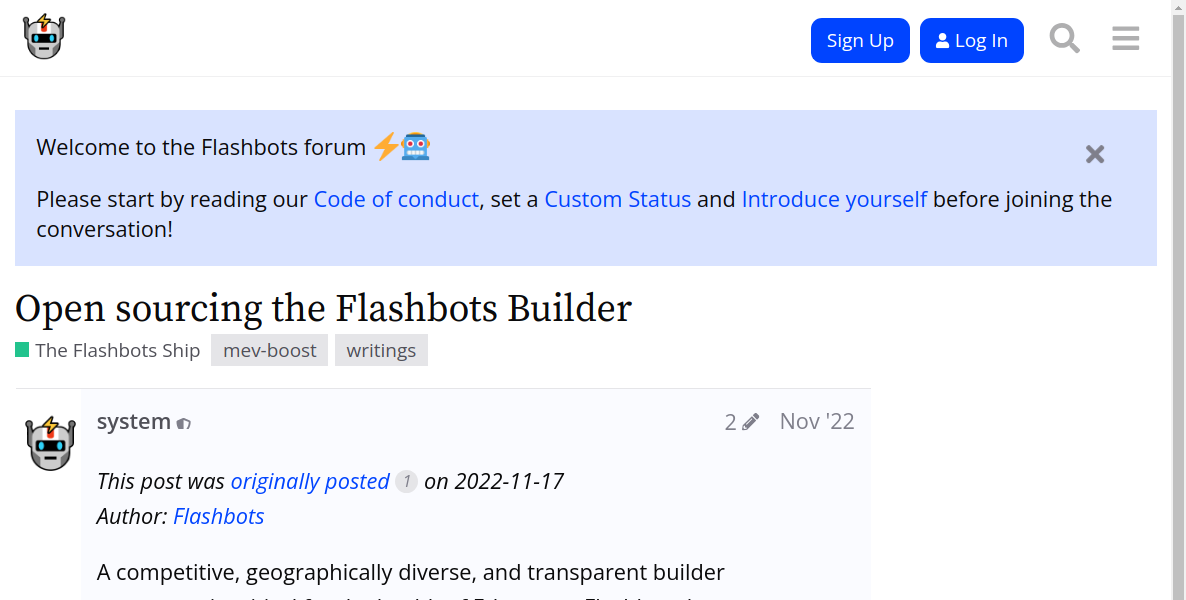 Sign Up
Log In
Welcome to the Flashbots forum
Please start by reading our Code of conduct, set a Custom Status and Introduce yourself before joining the
conversation!
Open sourcing the Flashbots Builder
The Flashbots Ship mev-boost writings
system 2 Nov '22
This post was originally posted 1 on 2022-11-17
Author: Flashbots
A competitive, geographically diverse, and transparent builder